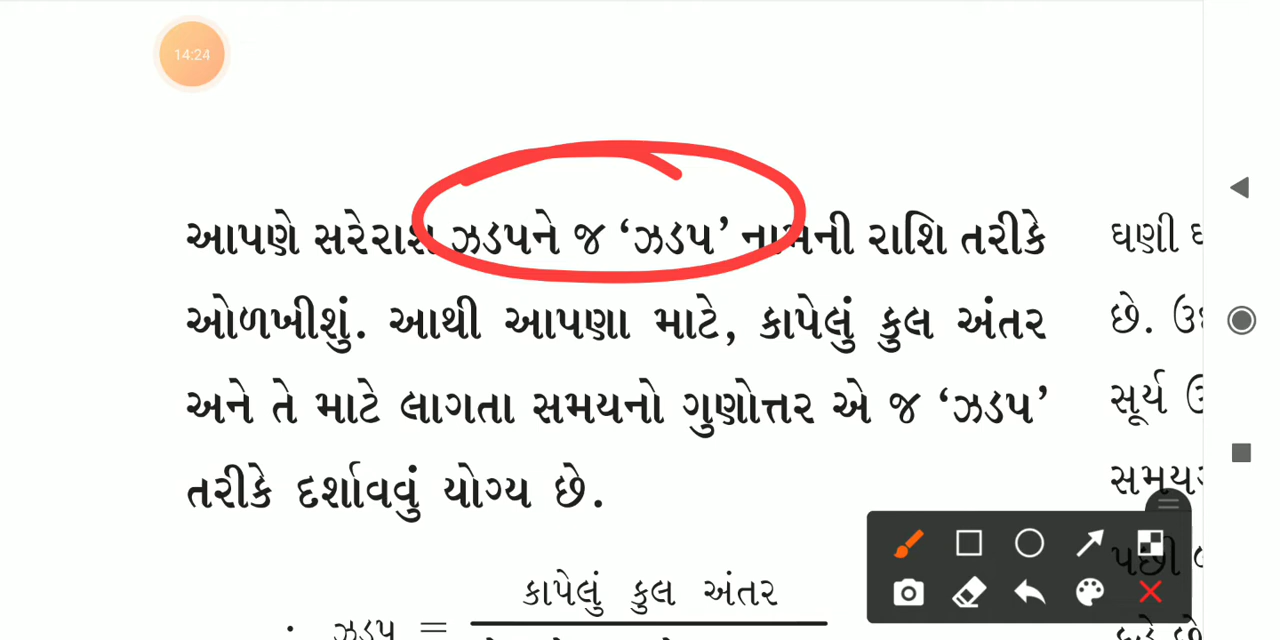 14:24
આપણે સરેરાશ ઝડપને જ ‘ઝડપ’ નામની રાશિ તરીકે
ઓળખીશું. આથી આપણા માટે, કાપેલું કુલ અંતર
અને તે માટે લાગતા સમયનો ગુણોત્તર એ જ ‘ઝડપ’
તરીકે દર્શાવવું યોગ્ય છે.
કાપેલું કુલ અંતર
∴ ઝડપ =
ઘણી
છે.
સૂર્ય
પછી